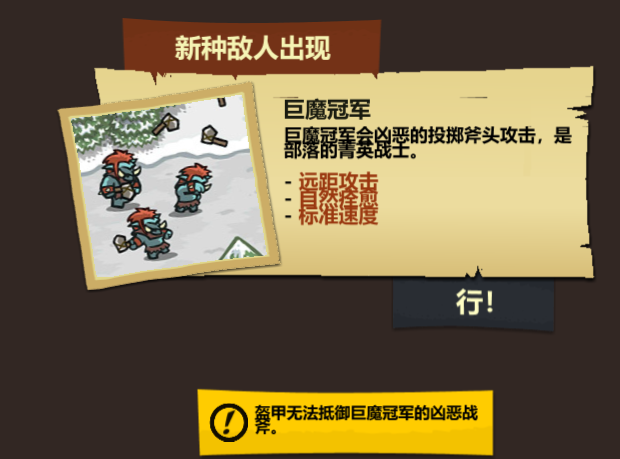 新种敌人出现
巨魔冠军
巨魔冠军会凶恶的投掷斧头攻击，是
部落的菁英战士。
- 远距攻击
- 自然痊愈
- 标准速度
行!
盔甲无法抵御巨魔冠军的凶恶战
斧。